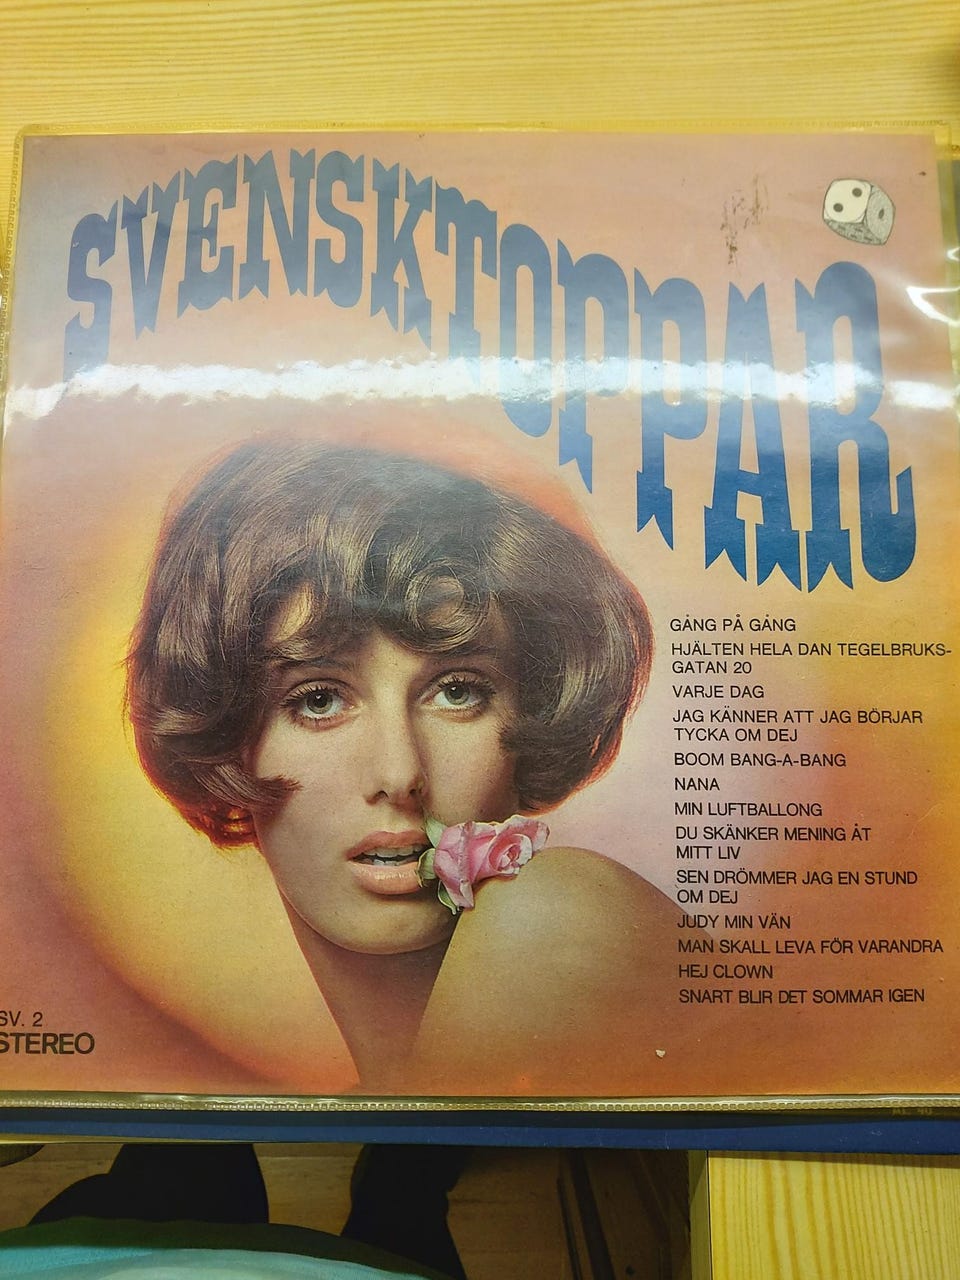 SVENSKTOPPAR
GÅNG PÅ GÅNG
HJÄLTEN HELA DAN TEGELBRUKS-
GATAN 20
VARJE DAG
JAG KÄNNER ATT JAG BÖRJAR
TYCKA OM DEJ
BOOM BANG-A-BANG
NANA
MIN LUFTBALLONG
DU SKÄNKER MENING ÅT
MITT LIV
SEN DRÖMMER JAG EN STUND
OM DEJ
JUDY MIN VÄN
MAN SKALL LEVA FÖR VARANDRA
HEJ CLOWN
SNART BLIR DET SOMMAR IGEN
SV. 2
STEREO